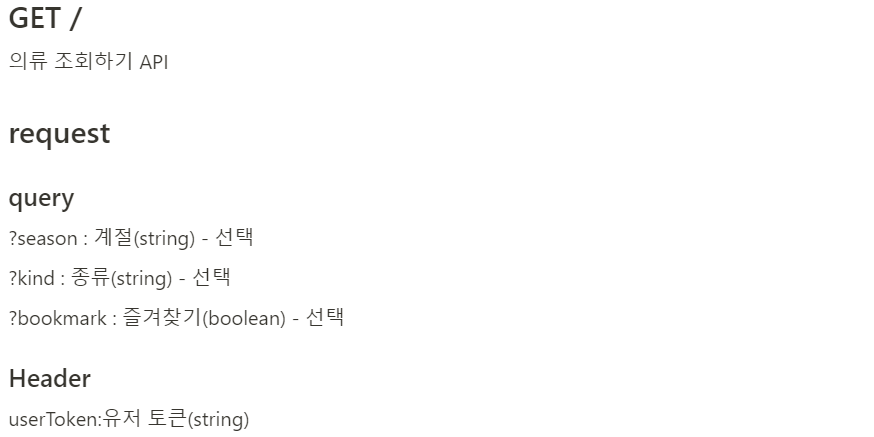 GET /
의류 조회하기 API
request
query
?season : 계절(string) - 선택
?kind : 종류(string) - 선택
?bookmark : 즐겨찾기(boolean) - 선택
Header
userToken:유저 토큰(string)